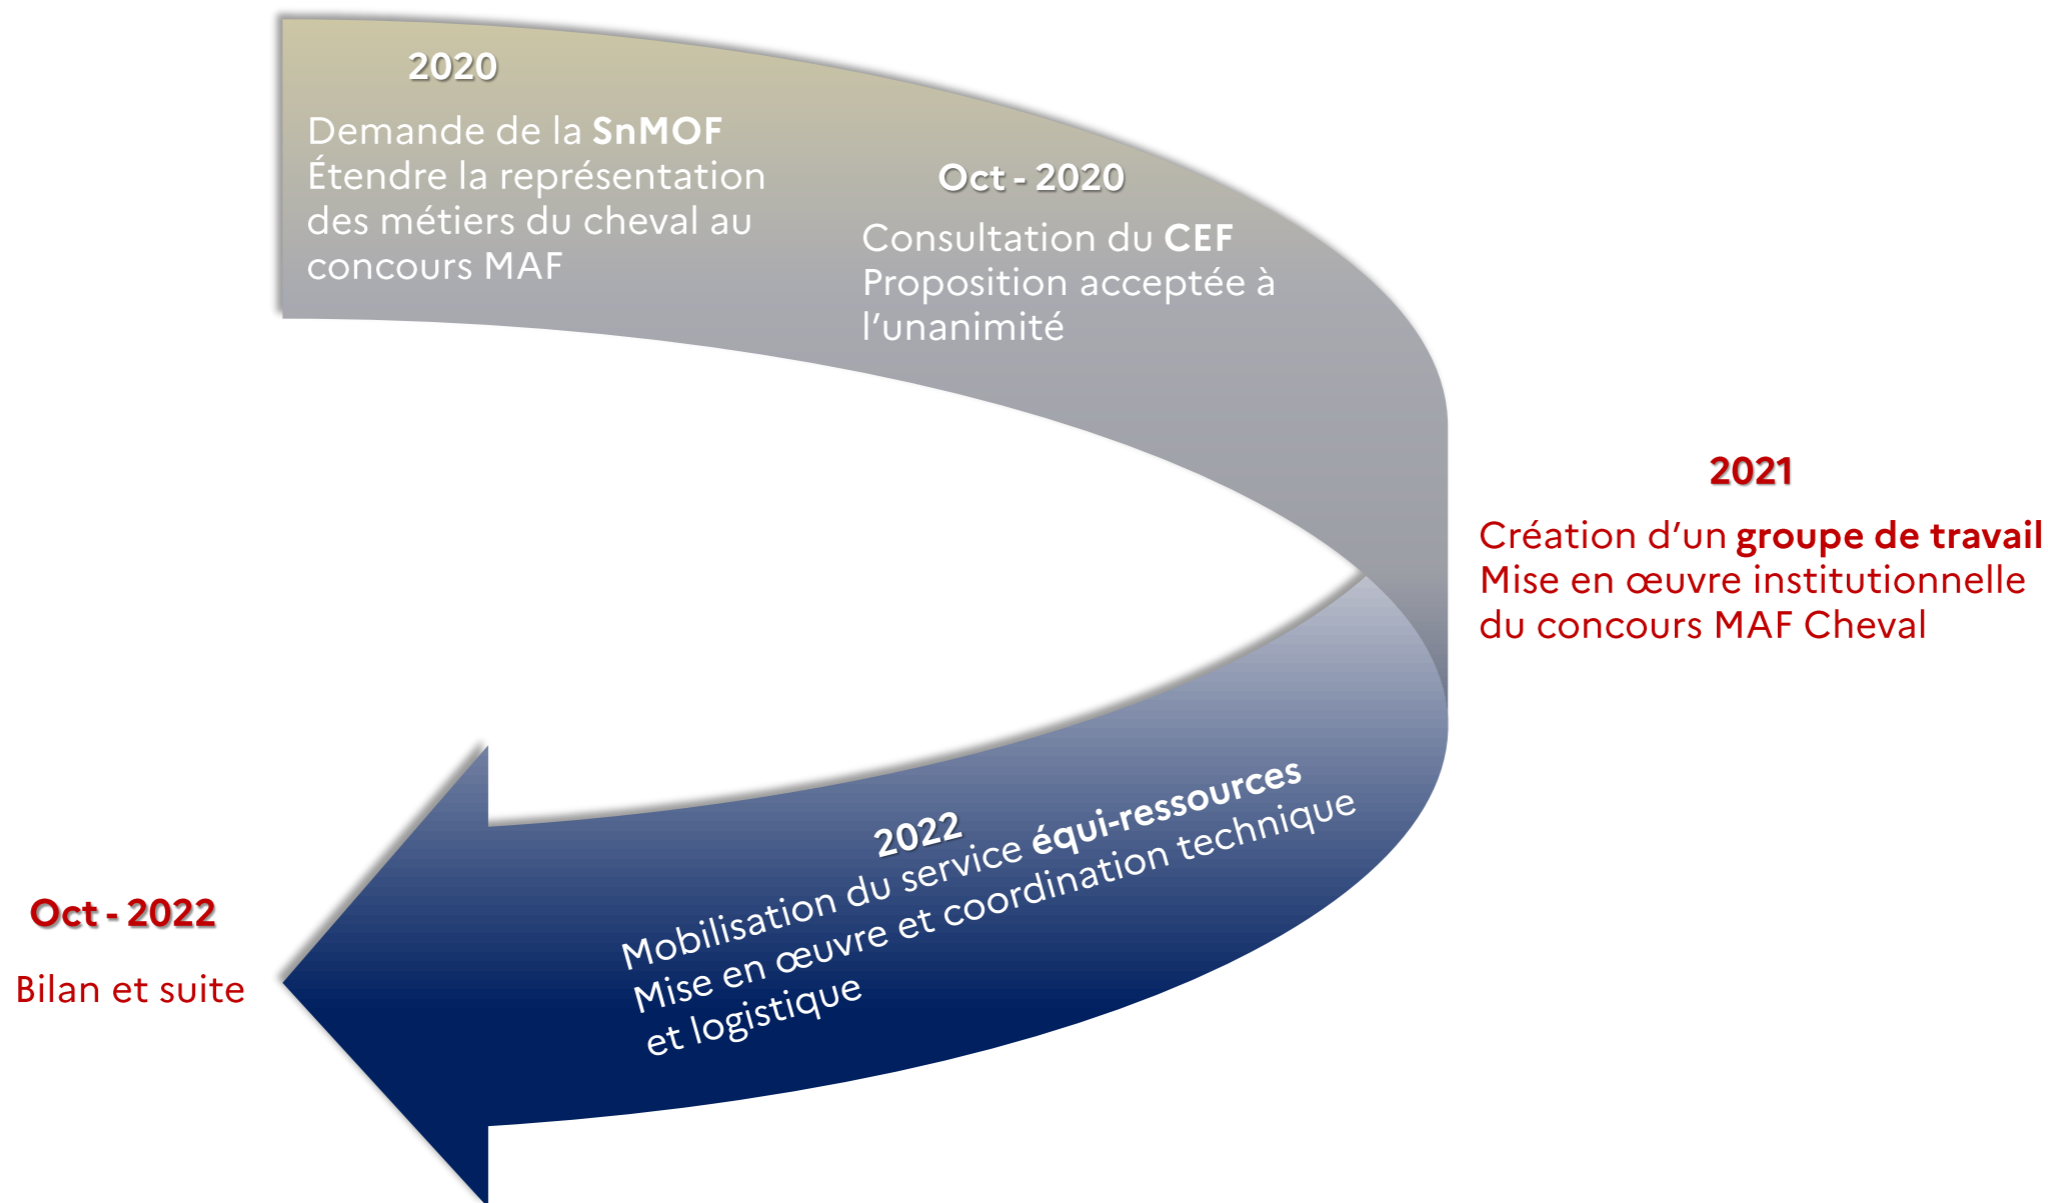 2020
Demande de la SnMOF
Étendre la représentation
des métiers du cheval au
concours MAF
Oct - 2020
Consultation du CEF
Proposition acceptée à
l'unanimité
2021
Création d'un groupe de travail
Mise en œuvre institutionnelle
du concours MAF Cheval
2022
Mobilisation du service équi-ressources
Mise en œuvre et coordination technique
et logistique
Oct - 2022
Bilan et suite